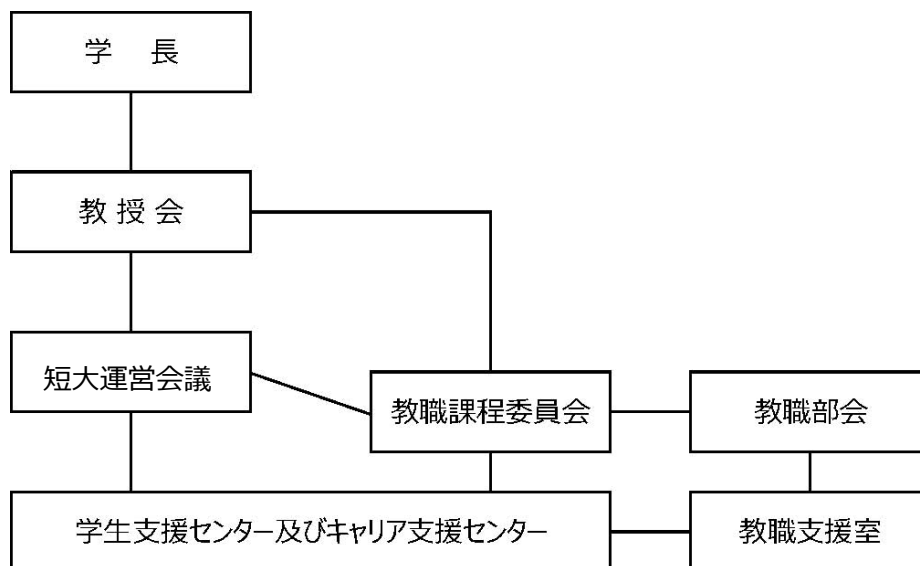 学　長
教 授 会
短大運営会議
教職課程委員会
教職部会
学生支援センター及びキャリア支援センター
教職支援室